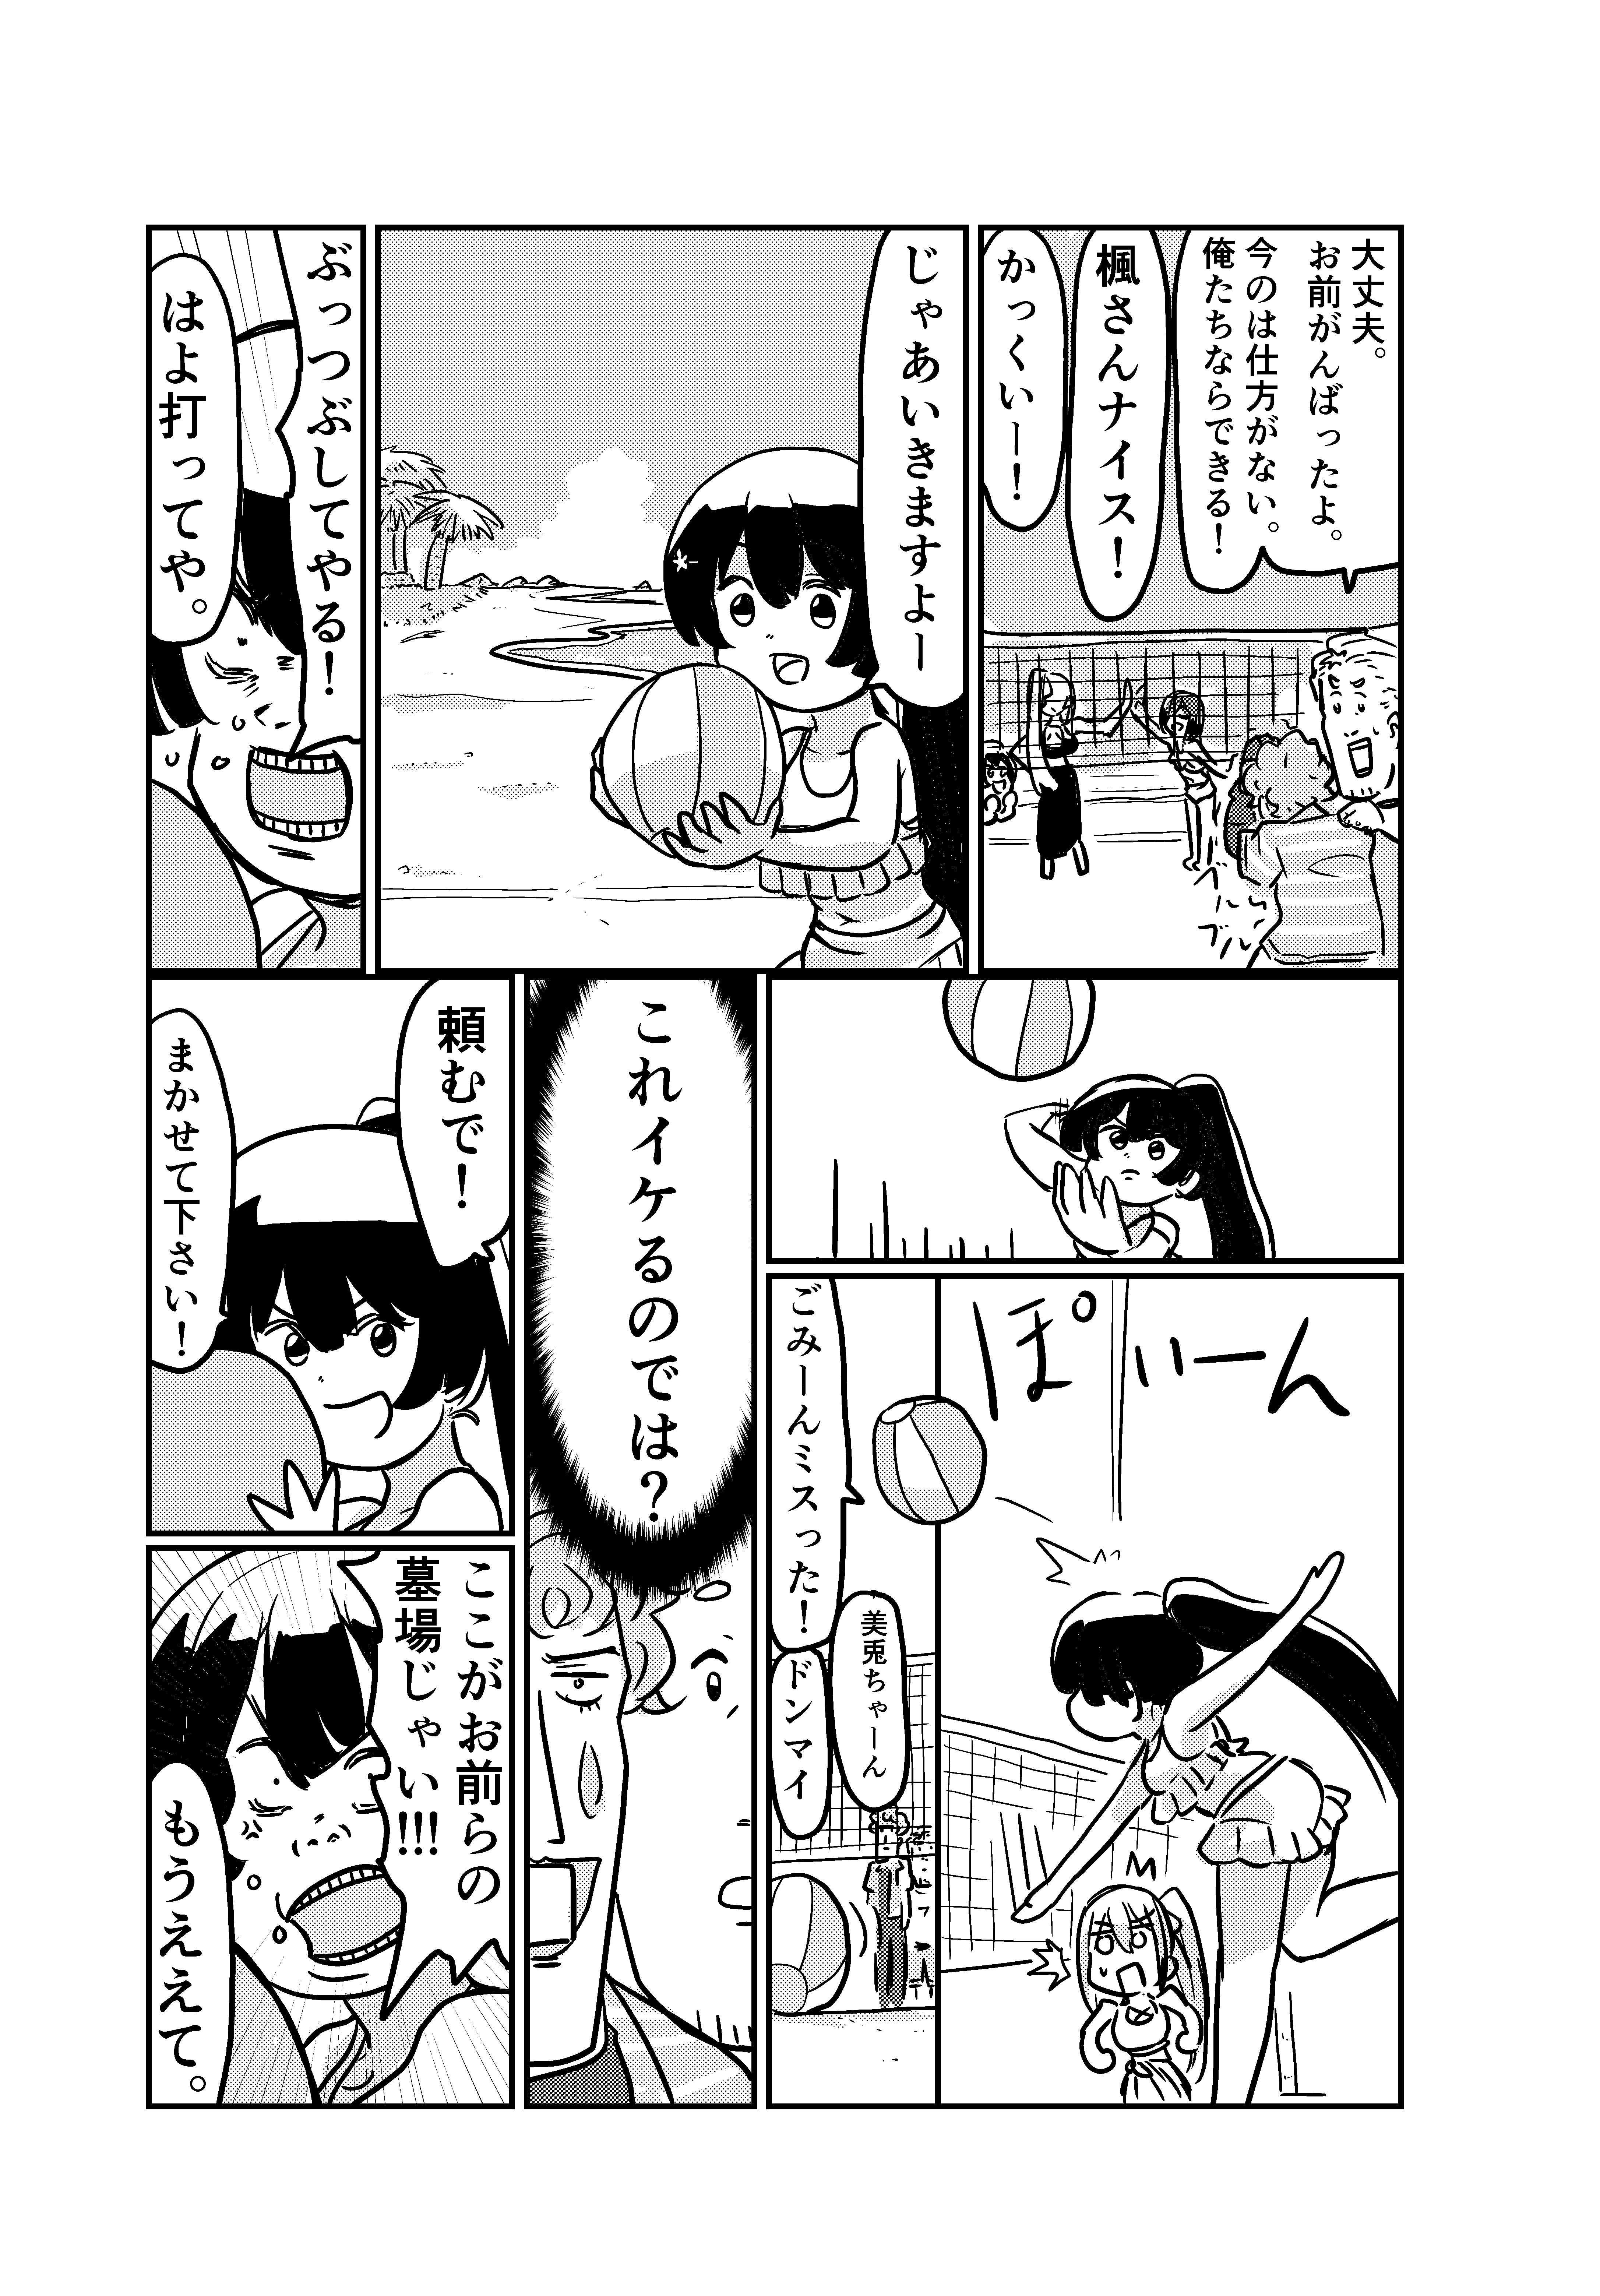 大丈夫。
お前がんばったよ。
今のは仕方がない。
俺たちならできる！
楓さんナイス！
かっくいー！
ブルブル
じゃあいきますよー
ぶっつぶしてやる！
はよ打ってや。
ぽいーん
ごみーんミスった！
美兎ちゃーん
ドンマイ
これイケるのでは？
頼むで！
まかせて下さい！
ここがお前らの
墓場じゃい!!!
もうええて。